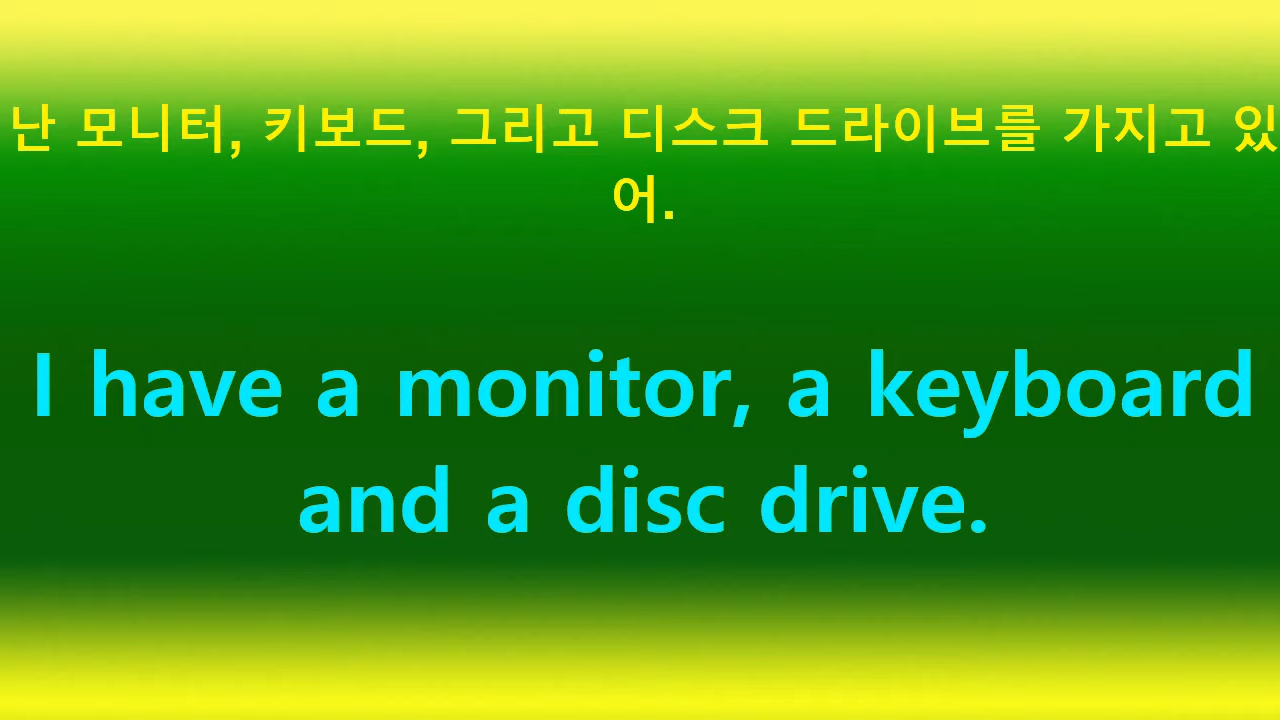 난 모니터, 키보드, 그리고 디스크 드라이브를 가지고 있
어.
I have a monitor, a keyboard
and a disc drive.